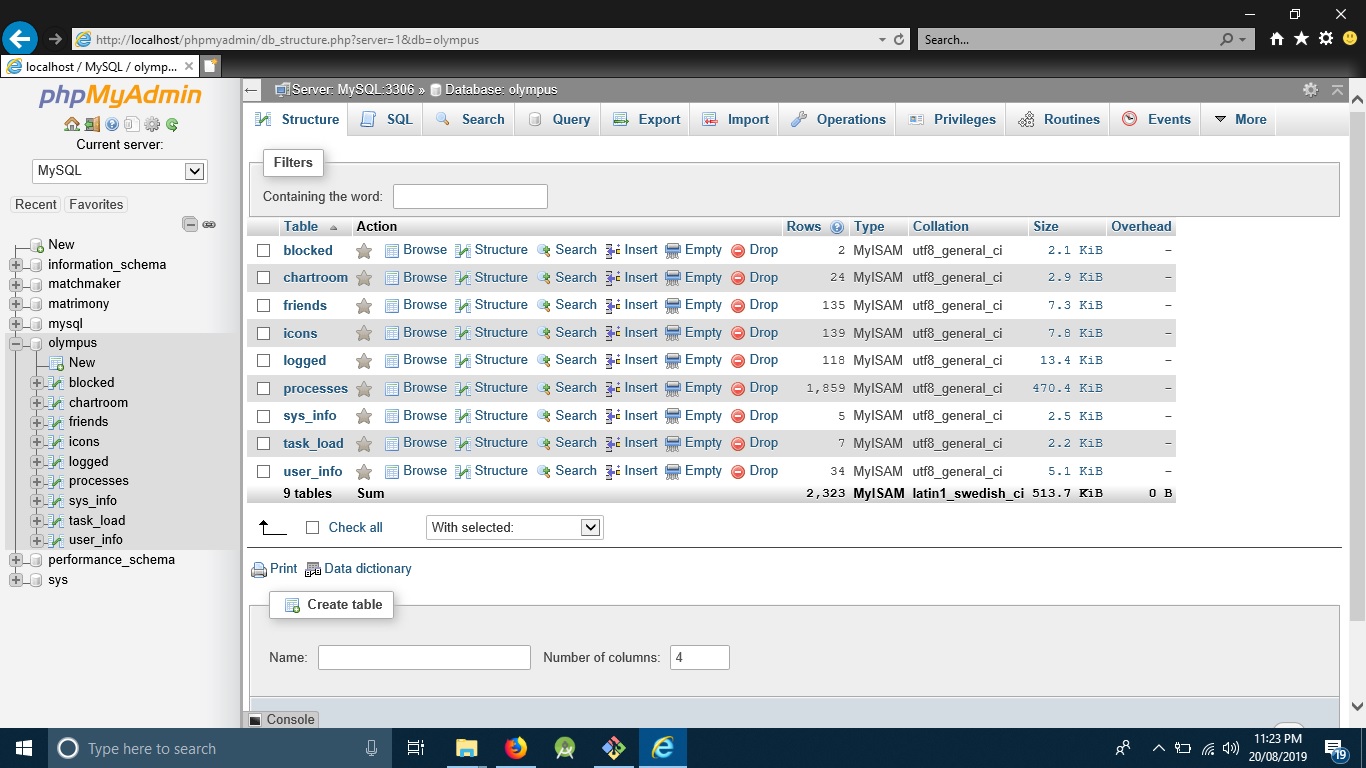 http://localhost/phpmyadmin/db_structure.php?server=1&db=olympus
Search...
localhost / MySQL / olymp...
phpMyAdmin
Current server:
MySQL
Recent Favorites
New
information_schema
matchmaker
matrimony
mysql
olympus
New
blocked
chartroom
friends
icons
logged
processes
sys_info
task_load
user_info
performance_schema
sys
Server: MySQL:3306 » Database: olympus
Structure SQL Search Query Export Import Operations Privileges Routines Events More
Filters
Containing the word:
Table Action Rows Type Collation Size Overhead
blocked Browse Structure Search Insert Empty Drop 2 MyISAM utf8_general_ci 2.1 KiB -
chartroom Browse Structure Search Insert Empty Drop 24 MyISAM utf8_general_ci 2.9 KiB -
friends Browse Structure Search Insert Empty Drop 135 MyISAM utf8_general_ci 7.3 KiB -
icons Browse Structure Search Insert Empty Drop 139 MyISAM utf8_general_ci 7.8 KiB -
logged Browse Structure Search Insert Empty Drop 118 MyISAM utf8_general_ci 13.4 KiB -
processes Browse Structure Search Insert Empty Drop 1,859 MyISAM utf8_general_ci 470.4 KiB -
sys_info Browse Structure Search Insert Empty Drop 5 MyISAM utf8_general_ci 2.5 KiB -
task_load Browse Structure Search Insert Empty Drop 7 MyISAM utf8_general_ci 2.2 KiB -
user_info Browse Structure Search Insert Empty Drop 34 MyISAM utf8_general_ci 5.1 KiB -
9 tables Sum 2,323 MyISAM latin1_swedish_ci 513.7 KiB 0 B
Check all With selected:
Print Data dictionary
Create table
Name: Number of columns: 4
Console
Type here to search
11:23 PM
20/08/2019
19